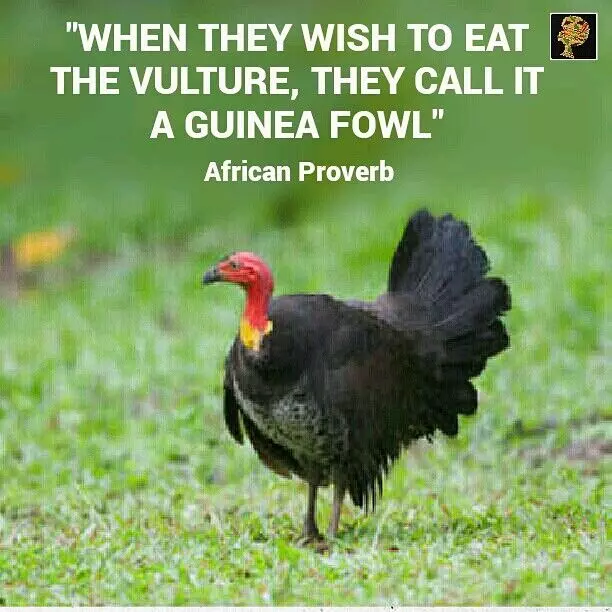 "WHEN THEY WISH TO EAT
THE VULTURE, THEY CALL IT
A GUINEA FOWL"
African Proverb